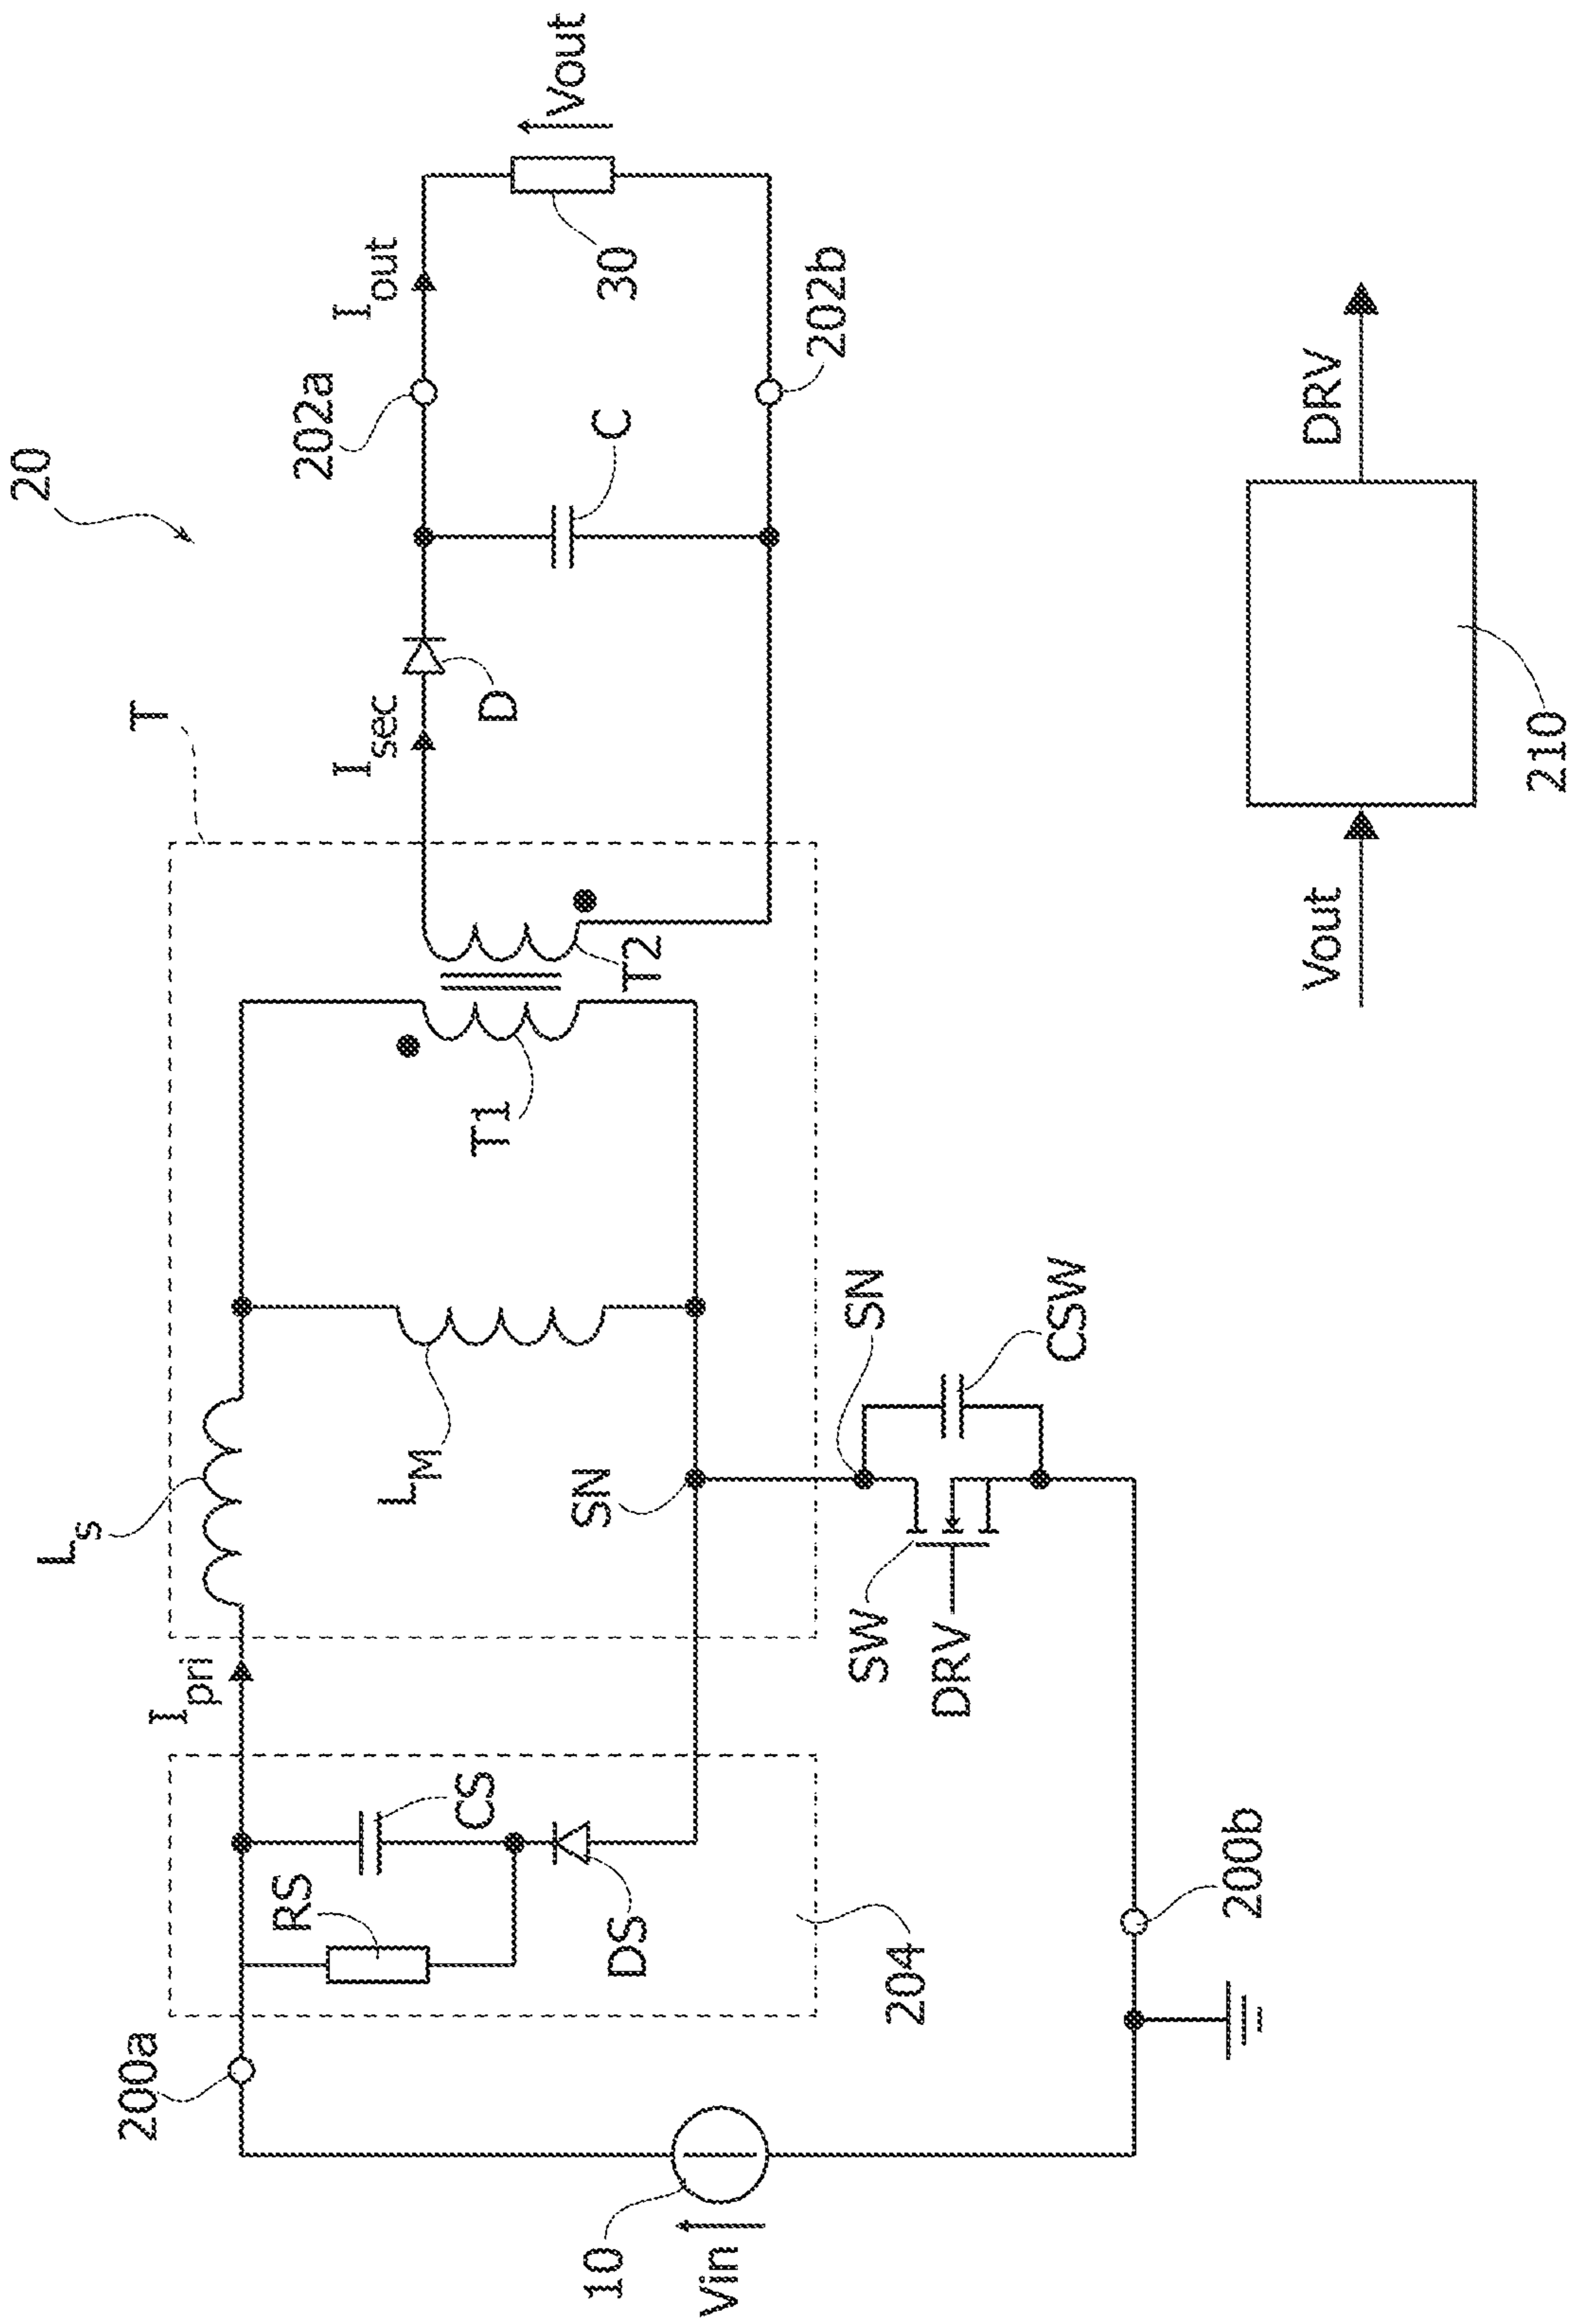 20
T
Ls
Ipri
200a
RS
CS
DS
204
LM
SN
T1
T2
Isec
D
202a
Iout
C
30
Vout
202b
10
Vin
SN
SW
DRV
CSW
200b
Vout
210
DRV